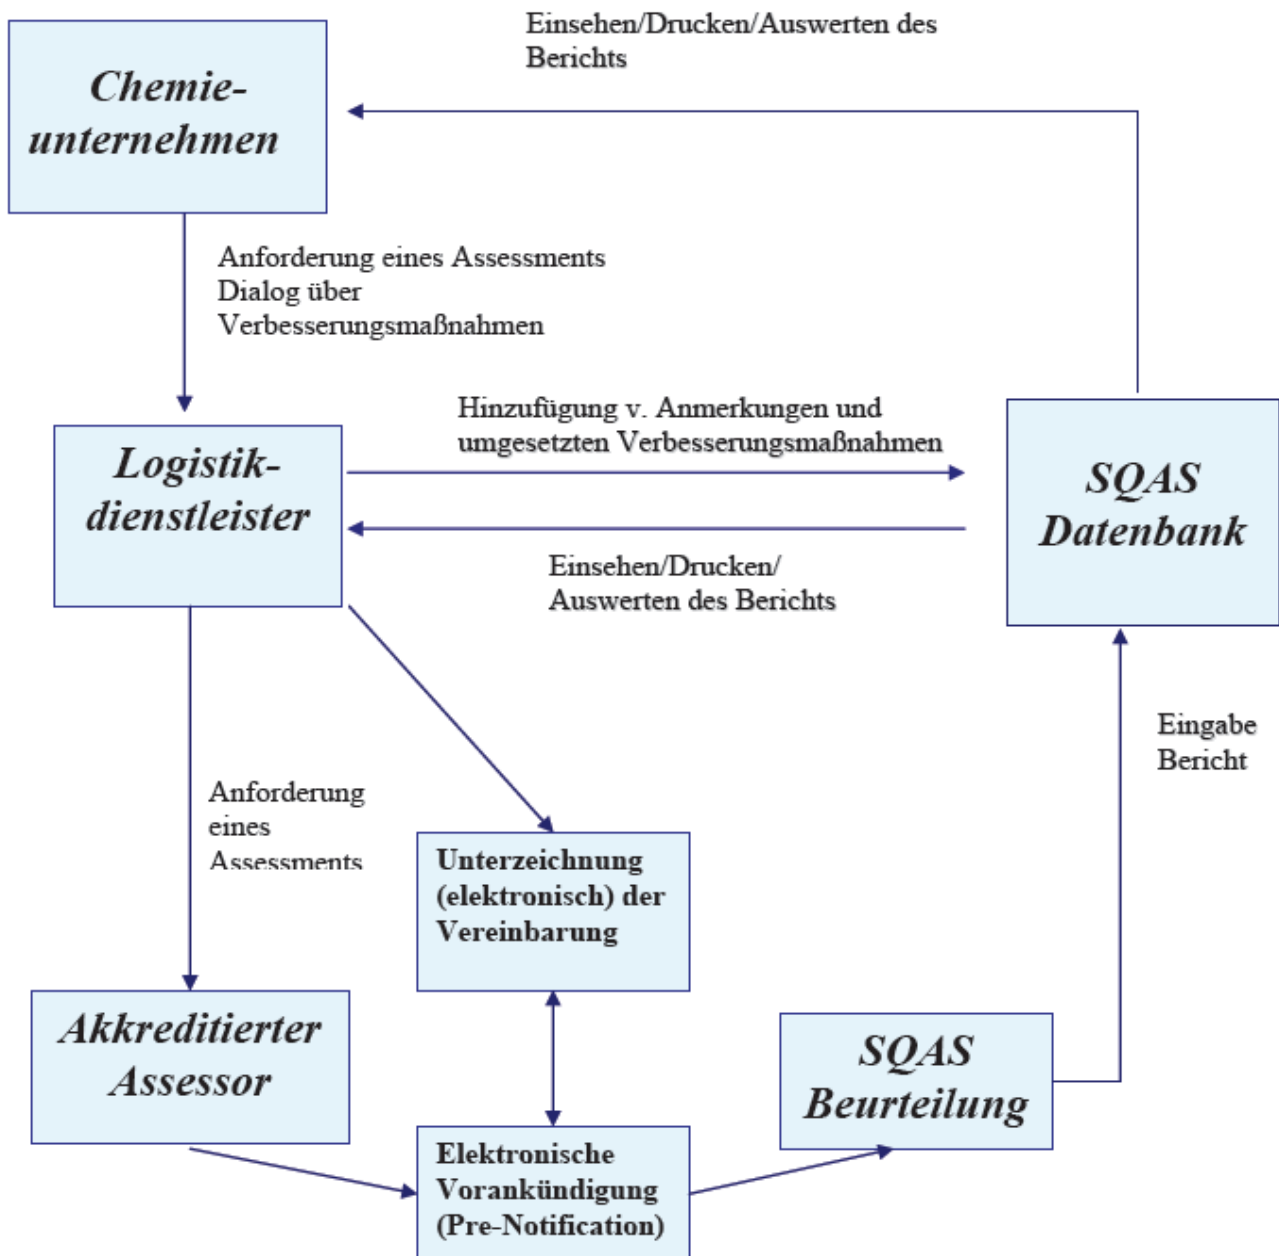 Einsehen/Drucken/Auswerten des
Berichts
Chemie-
unternehmen
Anforderung eines Assessments
Dialog über
Verbesserungsmaßnahmen
Hinzufügung v. Anmerkungen und
umgesetzten Verbesserungsmaßnahmen
Logistik-
dienstleister
SQAS
Datenbank
Einsehen/Drucken/
Auswerten des Berichts
Eingabe
Bericht
Anforderung
eines
Assessments
Unterzeichnung
(elektronisch) der
Vereinbarung
Akkreditierter
Assessor
SQAS
Beurteilung
Elektronische
Vorankündigung
(Pre-Notification)